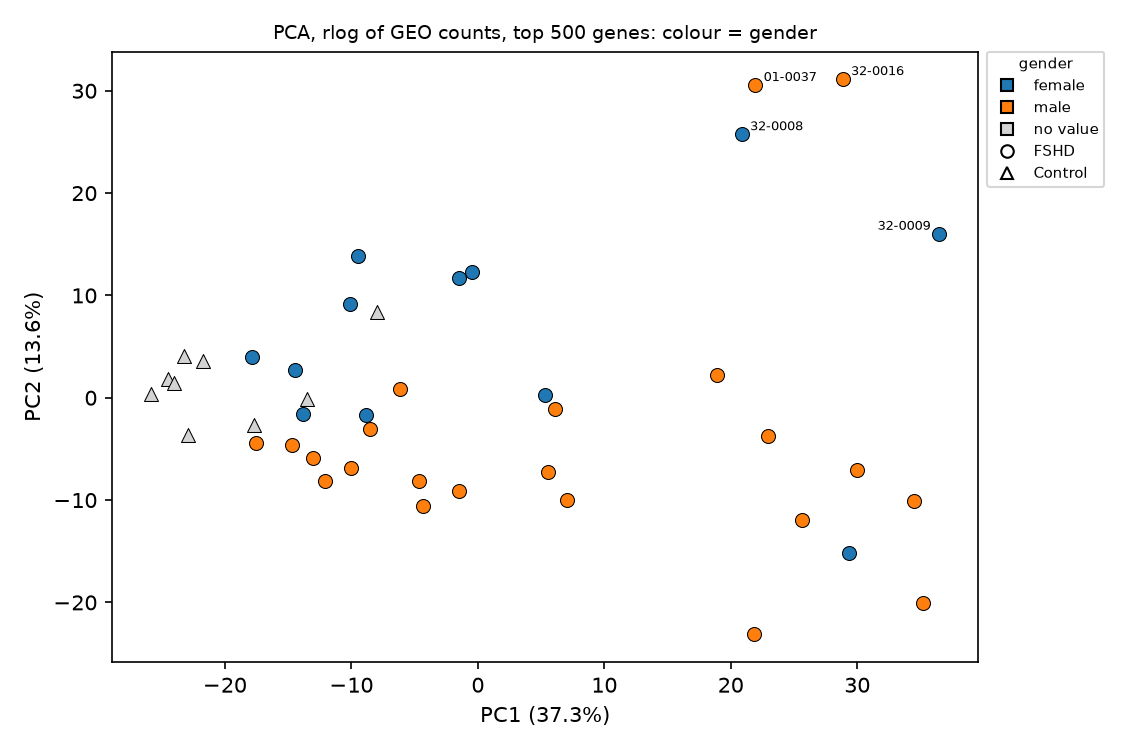 PCA, rlog of GEO counts, top 500 genes: colour = gender
01-0037
32-0016
32-0008
32-0009
gender
female
male
no value
FSHD
Control
30
20
10
0
−10
−20
PC2 (13.6%)
−20
−10
0
10
20
30
PC1 (37.3%)